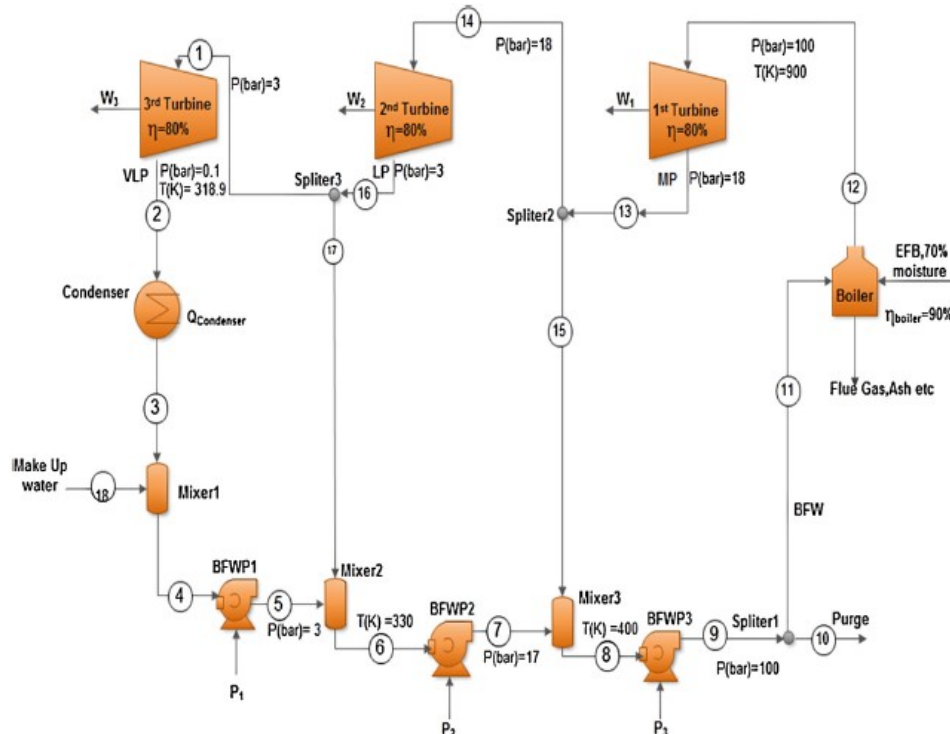 14
1
P(bar)=18
P(bar)=100
T(K)=900
P(bar)=3
W₃
3rd Turbine
η=80%
W₂
2nd Turbine
η=80%
W₁
1st Turbine
η=80%
VLP
P(bar)=0.1
T(K)= 318.9
LP
P(bar)=3
MP
P(bar)=18
12
Spliter3
16
Spliter2
13
2
17
EFB,70%
moisture
Boiler
ηboiler=90%
Condenser
QCondenser
15
11
Flue Gas,Ash etc
3
Make Up
water
18
Mixer1
BFW
BFWP1
Mixer2
Mixer3
4
5
P(bar)= 3
T(K) =330
6
BFWP2
7
P(bar)=17
T(K) =400
8
BFWP3
9
Spliter1
P(bar)=100
10
Purge
P₁
P₃